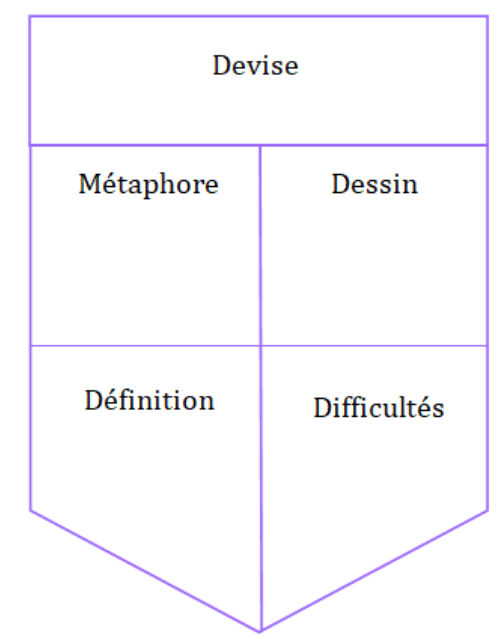 Devise
Métaphore
Dessin
Définition
Difficultés